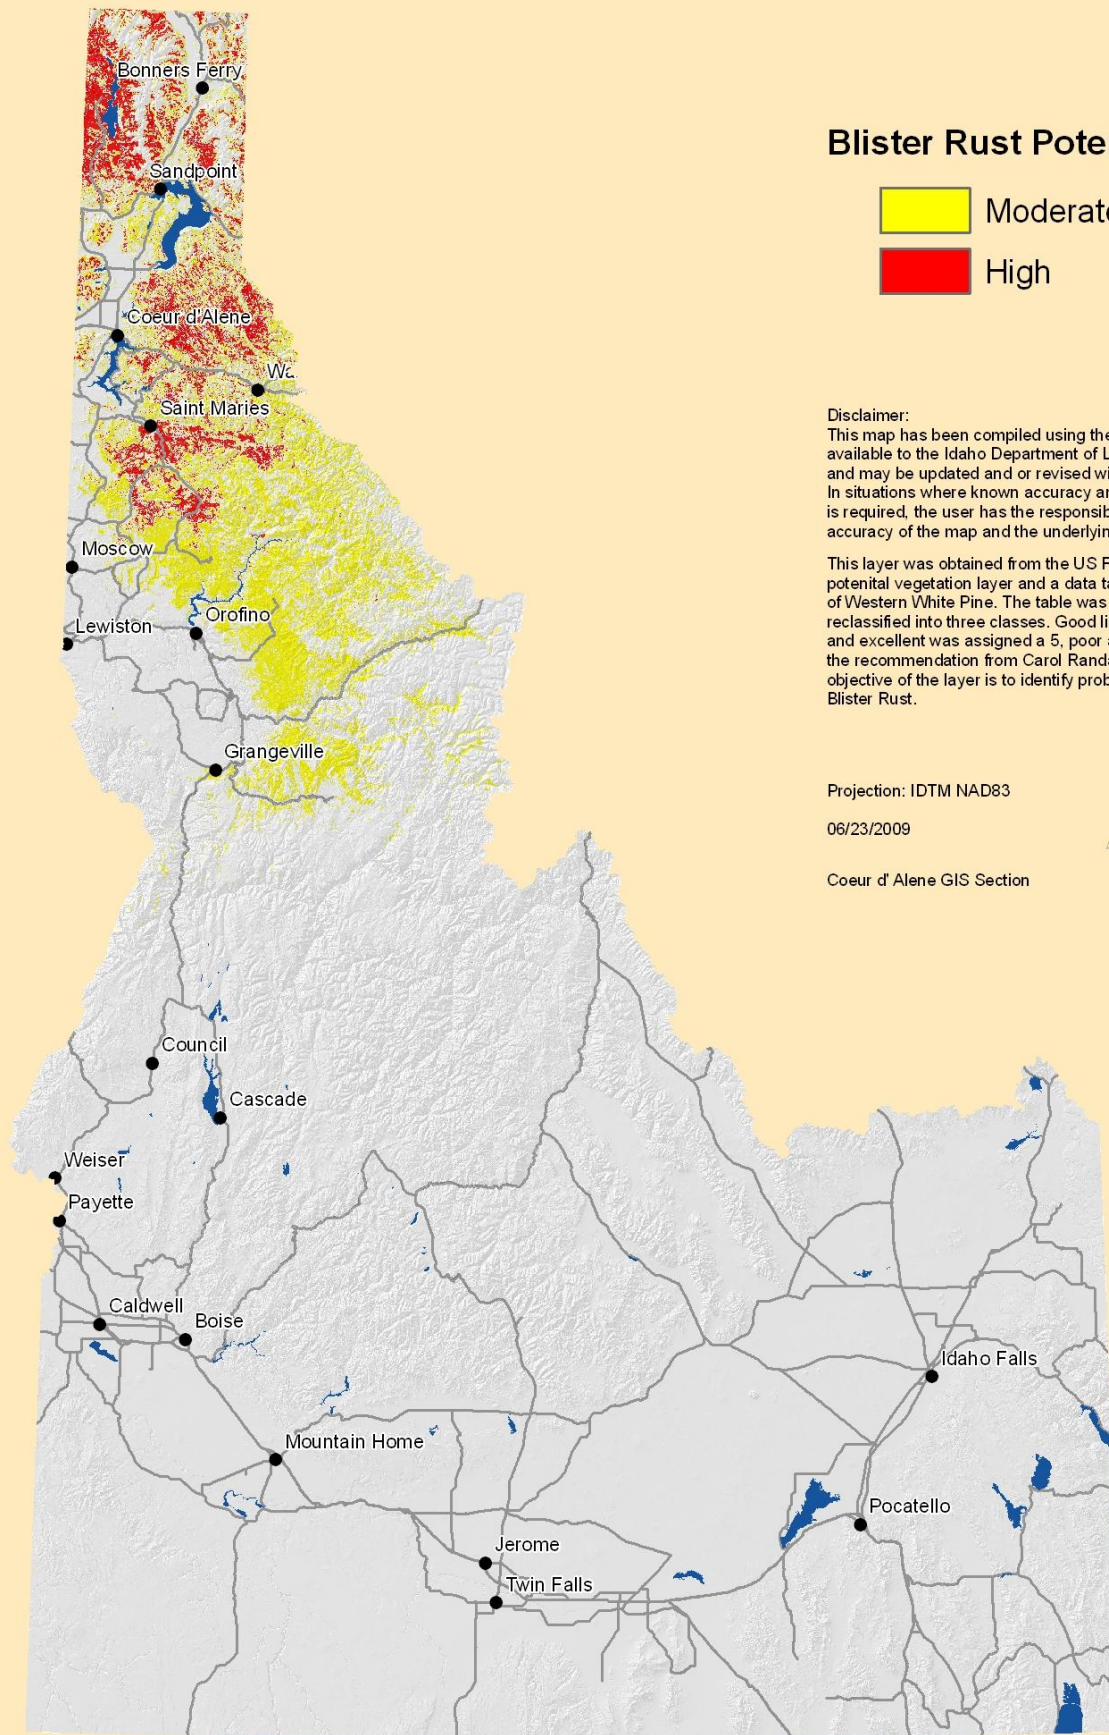 Bonners Ferry
Sandpoint
Coeur d'Alene
Wa
Saint Maries
Moscow
Orofino
Lewiston
Grangeville
Council
Cascade
Weiser
Payette
Caldwell
Boise
Idaho Falls
Mountain Home
Pocatello
Jerome
Twin Falls
Blister Rust Pote
Moderate
High
Disclaimer:
This map has been compiled using the
available to the Idaho Department of L
and may be updated and or revised wi
In situations where known accuracy a
is required, the user has the responsib
accuracy of the map and the underlyin
This layer was obtained from the US F
potenital vegetation layer and a data ta
of Western White Pine. The table was
reclassified into three classes. Good li
and excellent was assigned a 5, poor
the recommendation from Carol Randa
objective of the layer is to identify prob
Blister Rust.
Projection: IDTM NAD83
06/23/2009
Coeur d' Alene GIS Section